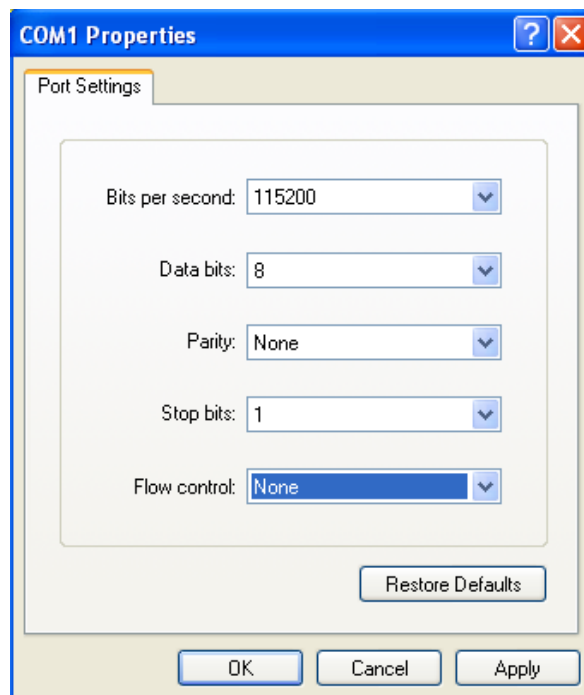 COM1 Properties
Port Settings
Bits per second: 115200
Data bits: 8
Parity: None
Stop bits: 1
Flow control: None
Restore Defaults
OK Cancel Apply